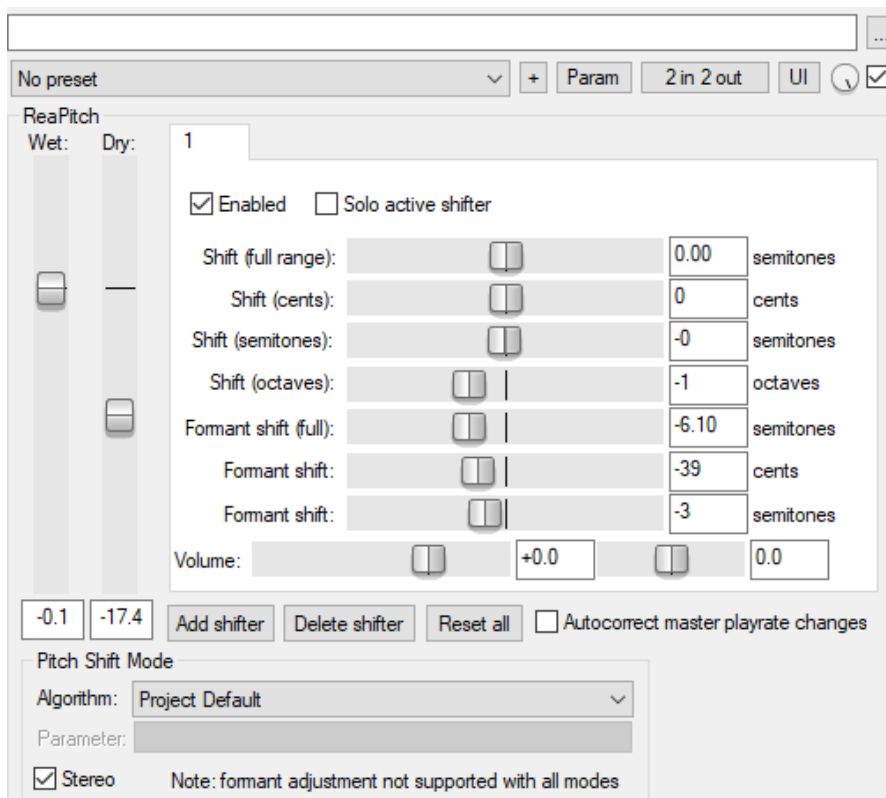 ...
No preset + Param 2 in 2 out UI
ReaPitch
Wet: Dry: 1
Enabled Solo active shifter
Shift (full range): 0.00 semitones
Shift (cents): 0 cents
Shift (semitones): -0 semitones
Shift (octaves): -1 octaves
Formant shift (full): -6.10 semitones
Formant shift: -39 cents
Formant shift: -3 semitones
Volume: +0.0 0.0
-0.1 -17.4 Add shifter Delete shifter Reset all Autocorrect master playrate changes
Pitch Shift Mode
Algorithm: Project Default
Parameter:
Stereo Note: formant adjustment not supported with all modes